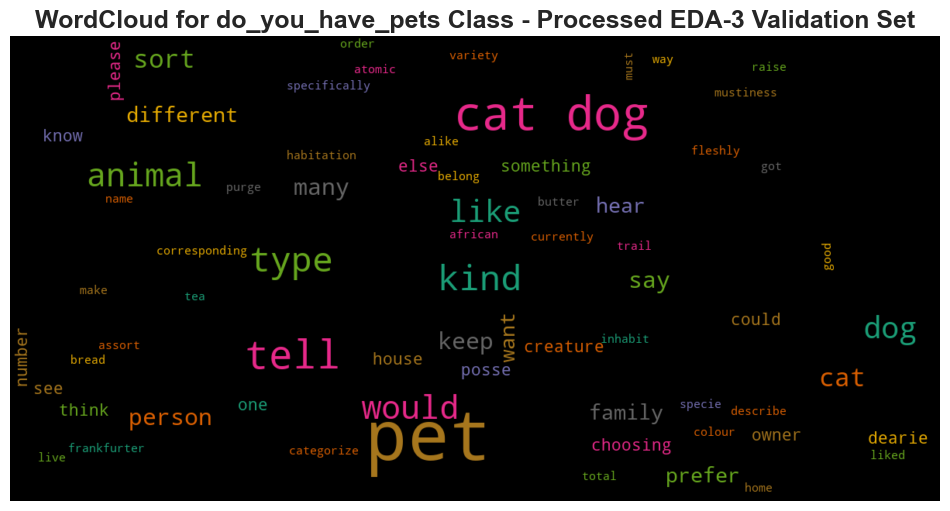 WordCloud for do_you_have_pets Class - Processed EDA-3 Validation Set
please
sort
order
atomic
specifically
variety
must
way
raise
mustiness
different
cat dog
know
alike
fleshly
habitation
else
belong
something
got
animal
purge
many
name
like
butter
hear
african
currently
trail
corresponding
type
good
kind
say
make
tea
number
assort
bread
tell
house
keep
want
creature
inhabit
could
dog
posse
see
cat
think
person
one
would
family
specie
describe
pet
frankfurter
live
categorize
choosing
colour
owner
dearie
liked
total
prefer
home